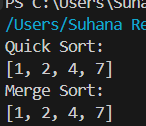 PS C:\Users\Suha
/Users/Suhana Re
Quick Sort:
[1, 2, 4, 7]
Merge Sort:
[1, 2, 4, 7]